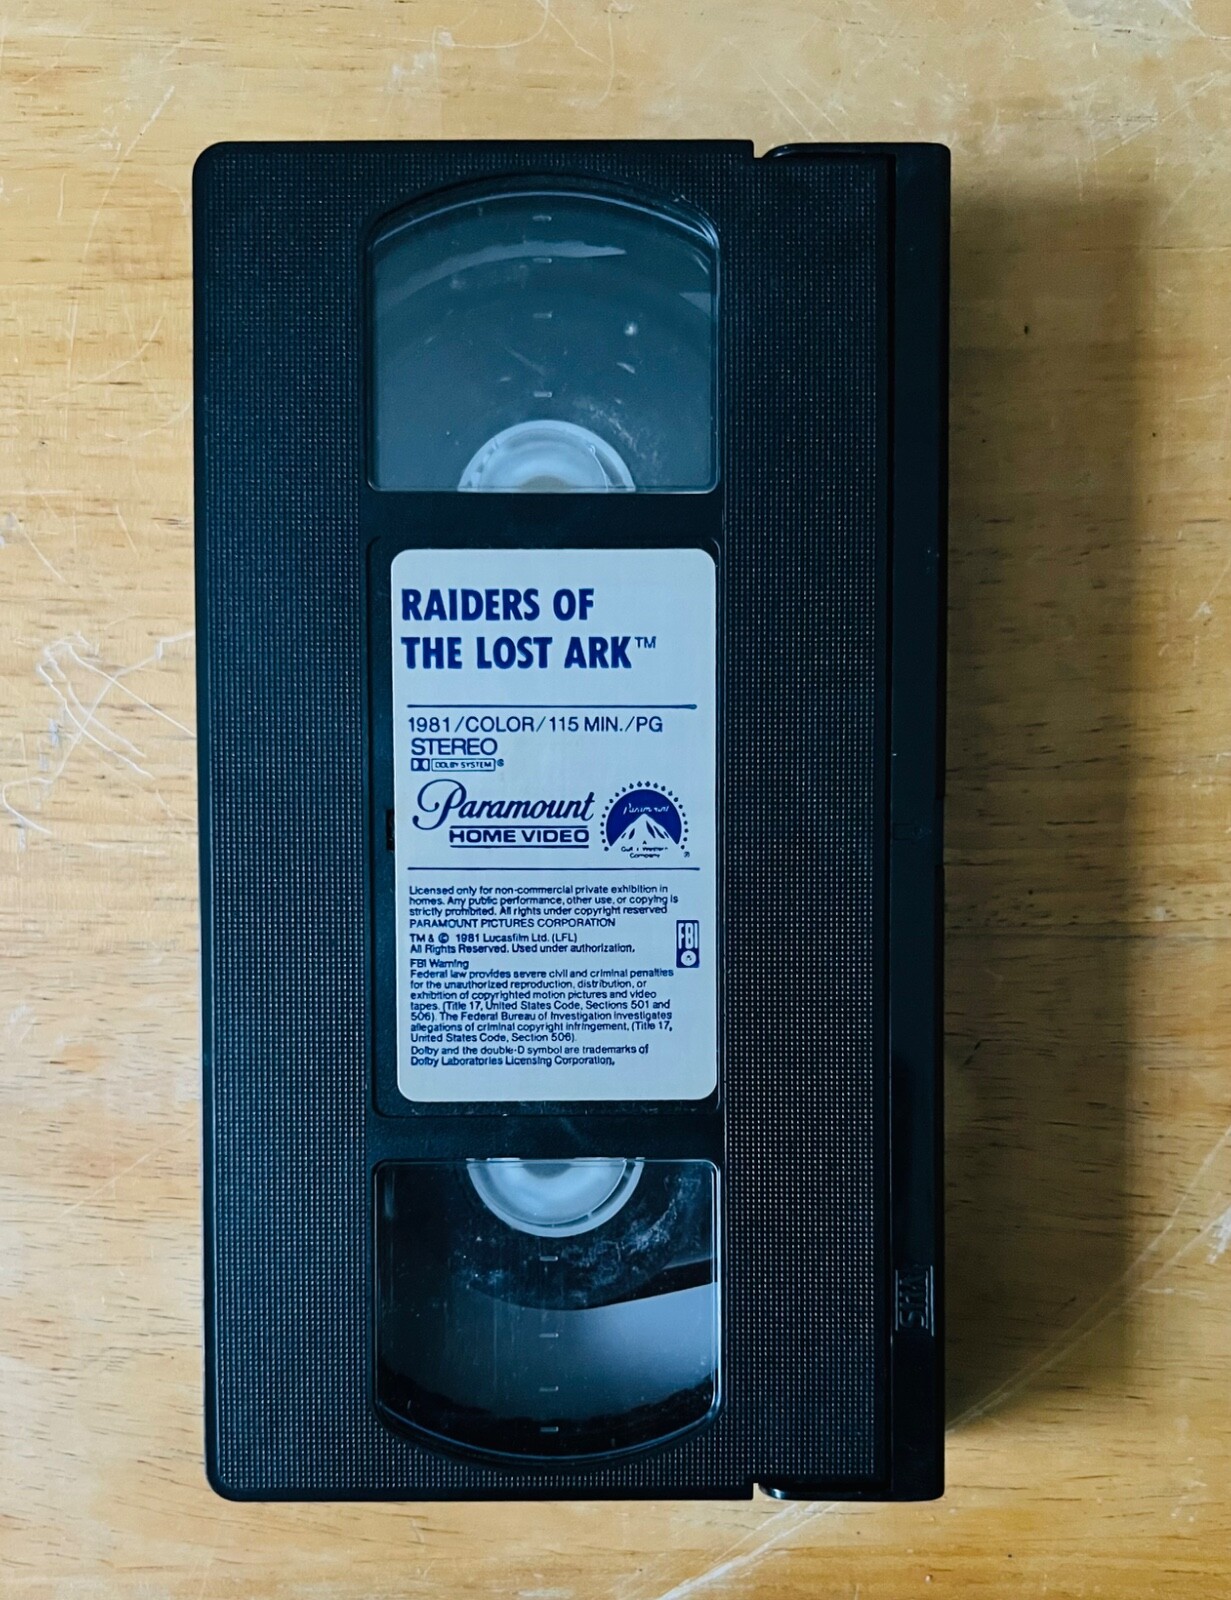 RAIDERS OF
THE LOST ARK™
1981/COLOR/115 MIN./PG
STEREO
DOLBY SYSTEM®
Paramount
HOME VIDEO
Paramount
A
Gulf + Western
Company
®
Licensed only for non-commercial private exhibition in
homes. Any public performance, other use, or copying is
strictly prohibited. All rights under copyright reserved
PARAMOUNT PICTURES CORPORATION
TM & © 1981 Lucasfilm Ltd. (LFL)
All Rights Reserved. Used under authorization.
FBI
FBI Warning
Federal law provides severe civil and criminal penalties
for the unauthorized reproduction, distribution, or
exhibition of copyrighted motion pictures and video
tapes. (Title 17, United States Code, Sections 501 and
506). The Federal Bureau of Investigation investigates
allegations of criminal copyright infringement, (Title 17,
United States Code, Section 506).
Dolby and the double-D symbol are trademarks of
Dolby Laboratories Licensing Corporation,
VHS